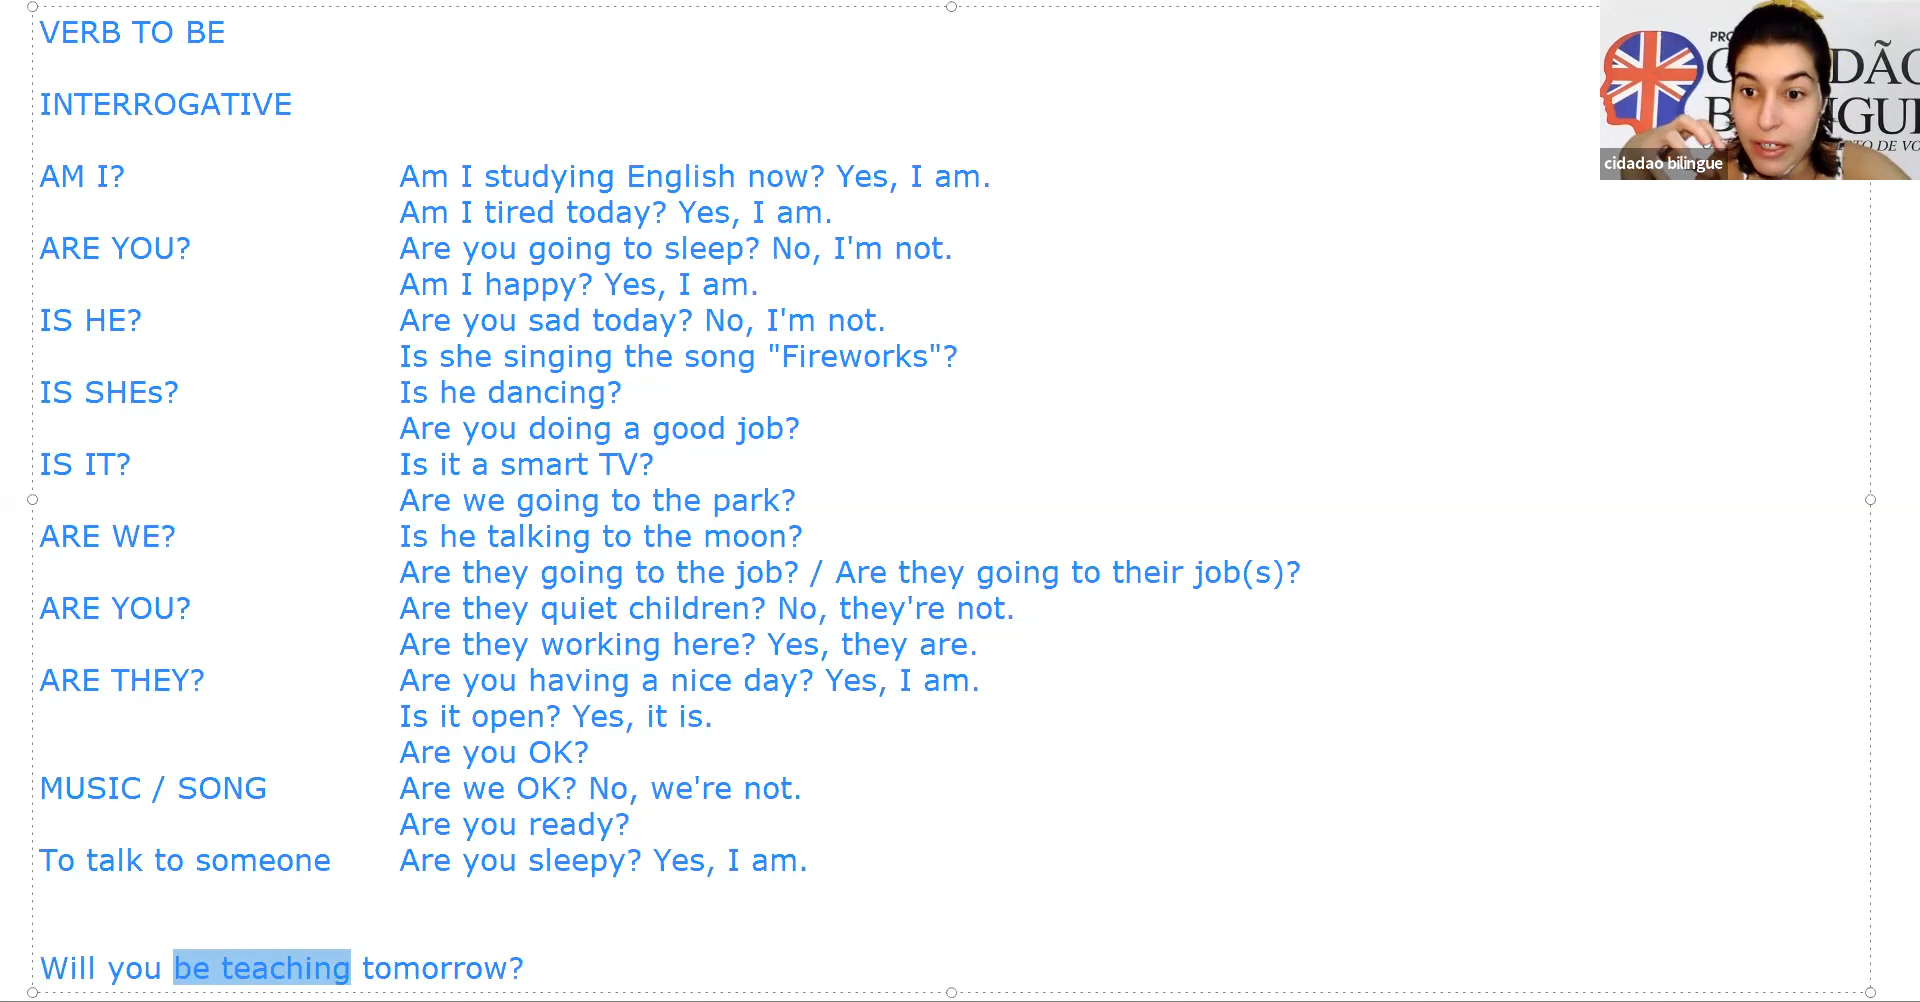 VERB TO BE
INTERROGATIVE
AM I? Am I studying English now? Yes, I am.
Am I tired today? Yes, I am.
ARE YOU? Are you going to sleep? No, I'm not.
Am I happy? Yes, I am.
IS HE? Are you sad today? No, I'm not.
Is she singing the song "Fireworks"?
IS SHEs? Is he dancing?
Are you doing a good job?
IS IT? Is it a smart TV?
Are we going to the park?
ARE WE? Is he talking to the moon?
Are they going to the job? / Are they going to their job(s)?
ARE YOU? Are they quiet children? No, they're not.
Are they working here? Yes, they are.
ARE THEY? Are you having a nice day? Yes, I am.
Is it open? Yes, it is.
Are you OK?
MUSIC / SONG Are we OK? No, we're not.
Are you ready?
To talk to someone Are you sleepy? Yes, I am.
Will you be teaching tomorrow?
cidadao bilingue